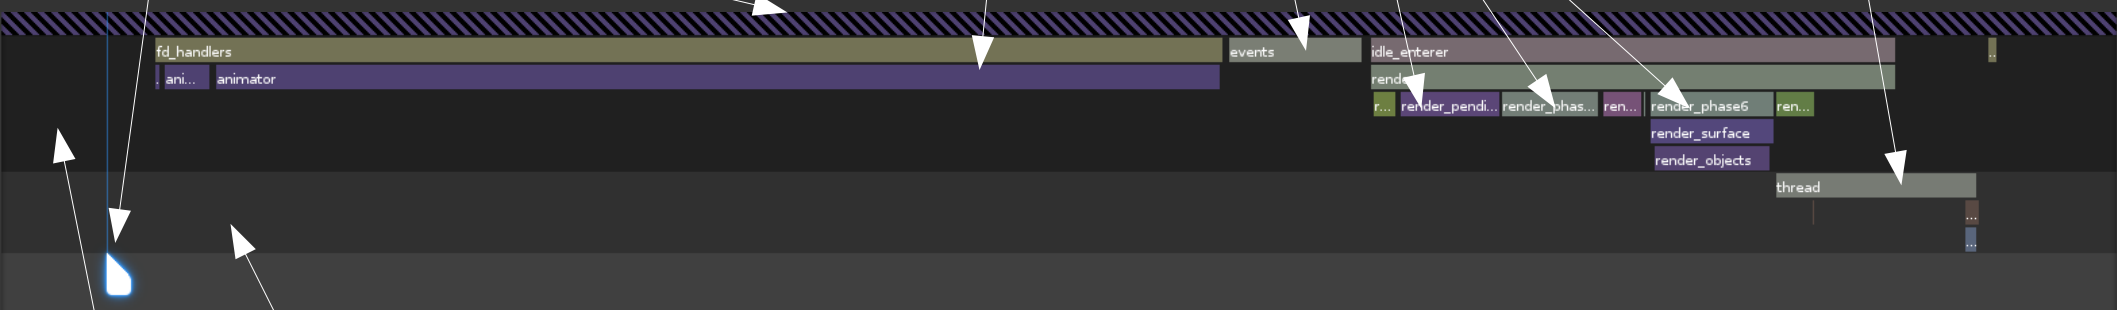 fd_handlers events idle_enterer ..
. ani... animator rende
r... render_pendi... render_phas... ren... render_phase6 ren...
render_surface
render_objects
thread
...
...